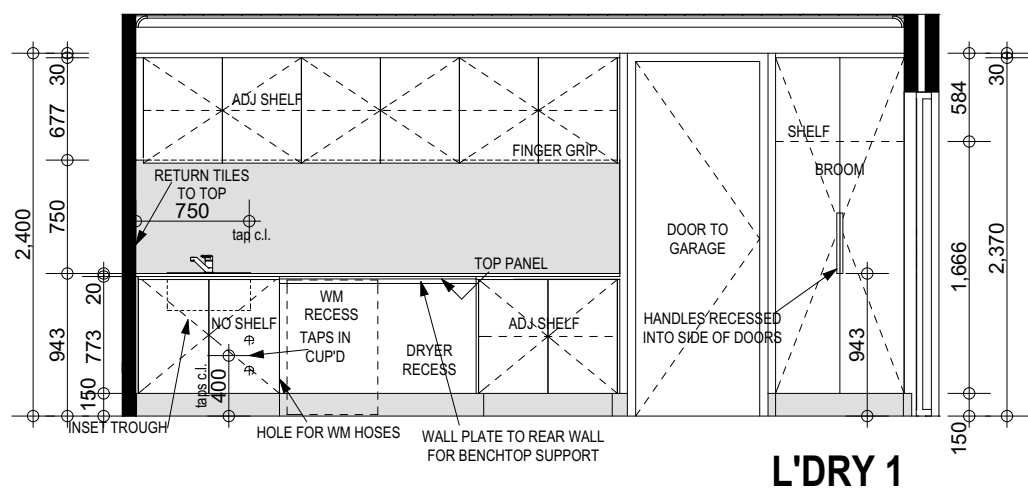 30
677
2,400
750
20
943
773
150
ADJ SHELF
FINGER GRIP
RETURN TILES
TO TOP
750
tap c.l.
TOP PANEL
WM
RECESS
NO SHELF
TAPS IN
CUP'D
taps c.l.
400
DRYER
RECESS
ADJ SHELF
INSET TROUGH
HOLE FOR WM HOSES
WALL PLATE TO REAR WALL
FOR BENCHTOP SUPPORT
DOOR TO
GARAGE
SHELF
BROOM
HANDLES RECESSED
INTO SIDE OF DOORS
943
584
30
1,666
2,370
150
L'DRY 1